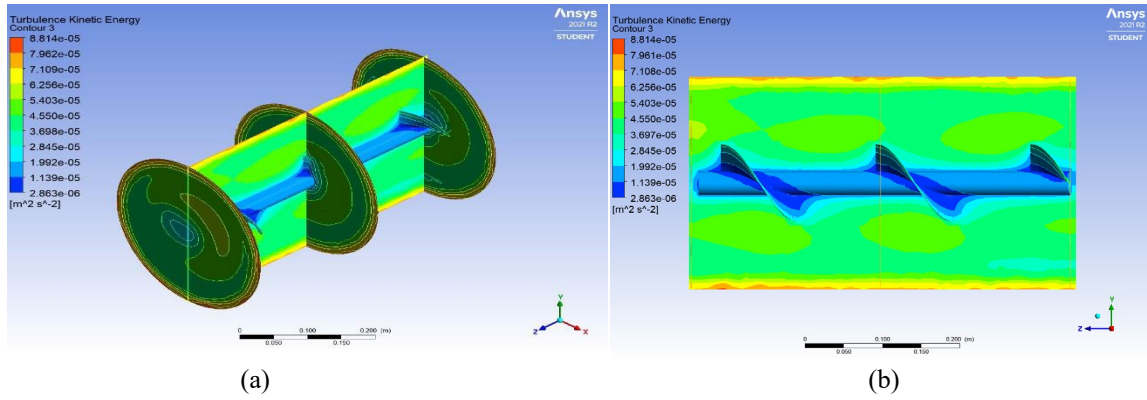 Turbulence Kinetic Energy
Contour 3
8.814e-05
7.962e-05
7.109e-05
6.256e-05
5.403e-05
4.550e-05
3.698e-05
2.845e-05
1.992e-05
1.139e-05
2.863e-06
[m^2 s^-2]
Ansys
2021 R2
STUDENT
0 0.100 0.200 (m)
0.050 0.150
Y
Z X
(a)
Turbulence Kinetic Energy
Contour 3
8.814e-05
7.961e-05
7.108e-05
6.256e-05
5.403e-05
4.550e-05
3.697e-05
2.845e-05
1.992e-05
1.139e-05
2.863e-06
[m^2 s^-2]
Ansys
2021 R2
STUDENT
0 0.100 0.200 (m)
0.050 0.150
Y
Z
(b)